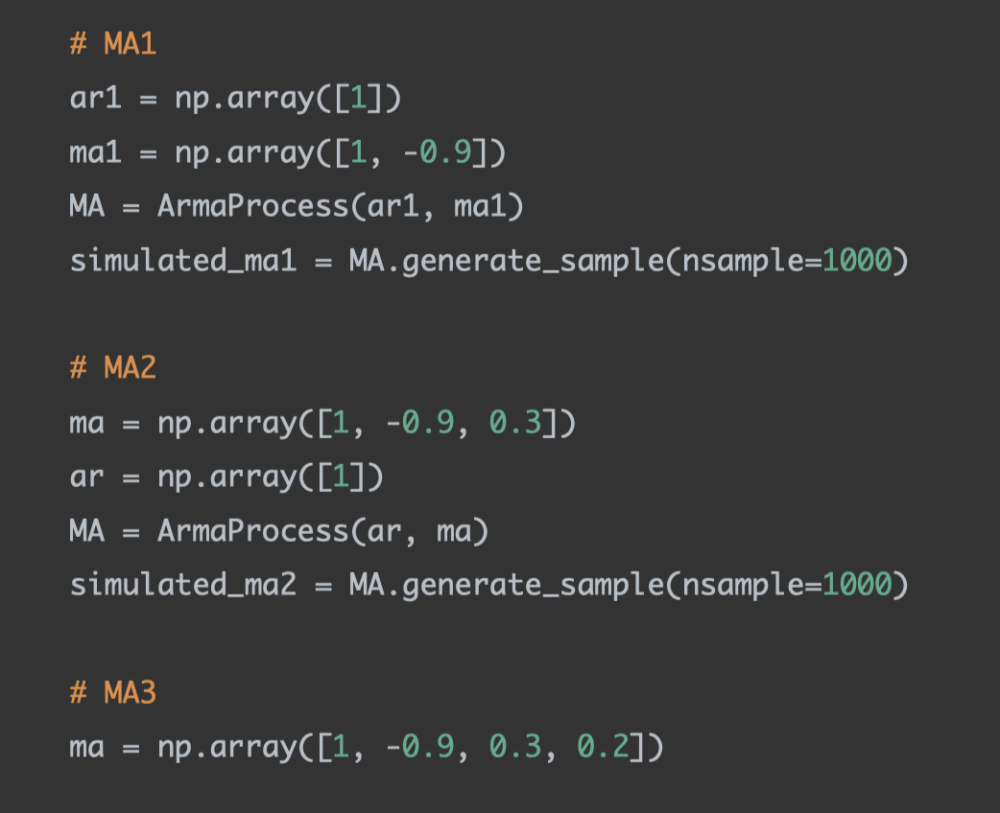 # MA1
ar1 = np.array([1])
ma1 = np.array([1, -0.9])
MA = ArmaProcess(ar1, ma1)
simulated_ma1 = MA.generate_sample(nsample=1000)
# MA2
ma = np.array([1, -0.9, 0.3])
ar = np.array([1])
MA = ArmaProcess(ar, ma)
simulated_ma2 = MA.generate_sample(nsample=1000)
# MA3
ma = np.array([1, -0.9, 0.3, 0.2])